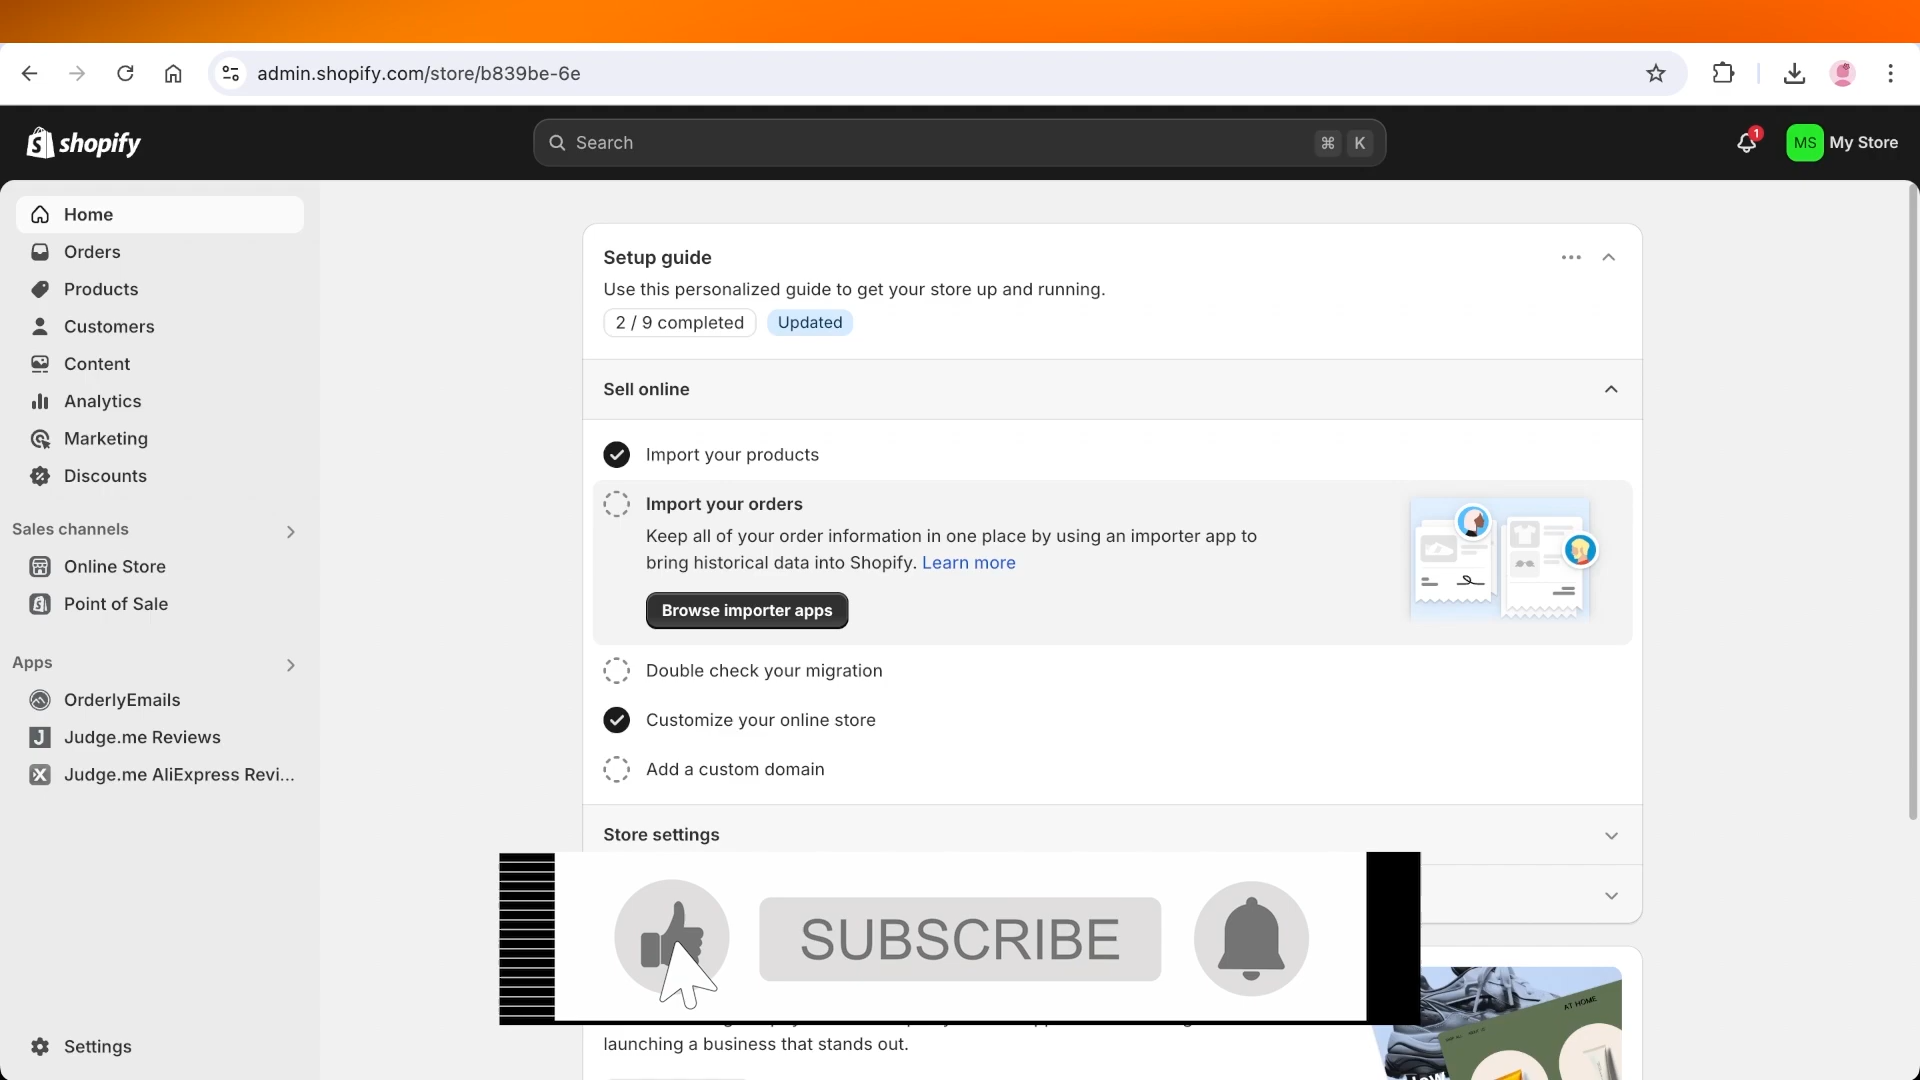 admin.shopify.com/store/b839be-6e
shopify
Search
⌘ K
1
MS My Store
Home
Orders
Products
Customers
Content
Analytics
Marketing
Discounts
Sales channels
Online Store
Point of Sale
Apps
OrderlyEmails
Judge.me Reviews
Judge.me AliExpress Revi...
Settings
Setup guide
Use this personalized guide to get your store up and running.
2 / 9 completed
Updated
Sell online
Import your products
Import your orders
Keep all of your order information in one place by using an importer app to
bring historical data into Shopify. Learn more
Browse importer apps
Double check your migration
Customize your online store
Add a custom domain
Store settings
SUBSCRIBE
launching a business that stands out.
AT HOME